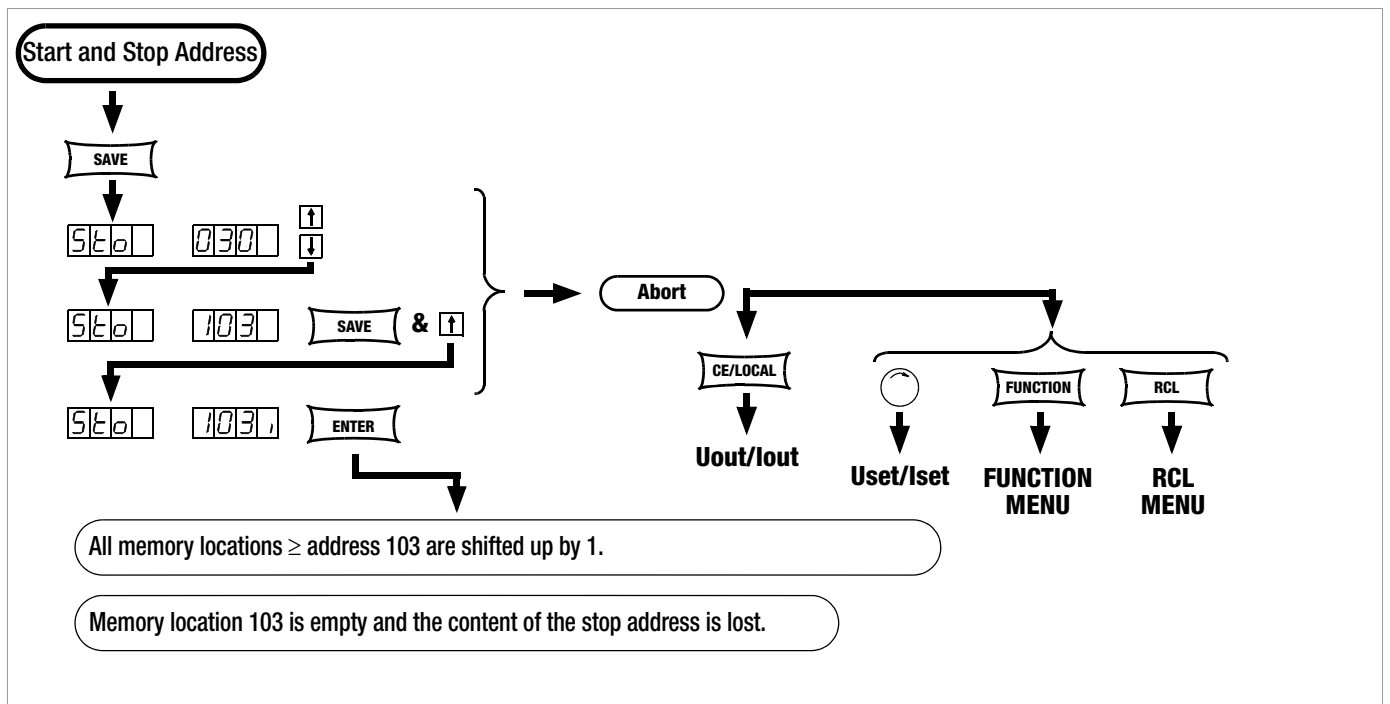 Start and Stop Address
SAVE
Sto 030 ↑
↓
Sto 103 SAVE & ↑
Sto 103, ENTER
Abort
CE/LOCAL FUNCTION RCL
Uout/Iout
Uset/Iset FUNCTION MENU RCL MENU
All memory locations ≥ address 103 are shifted up by 1.
Memory location 103 is empty and the content of the stop address is lost.